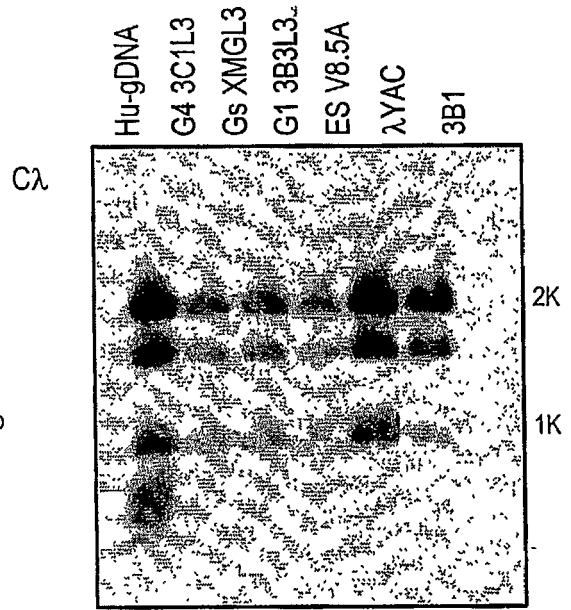 Hu-gDNA
G4 3C1L3
Gs XMGL3
G1 3B3L3
ES V8.5A
λYAC
3B1
Cλ
2K
1K